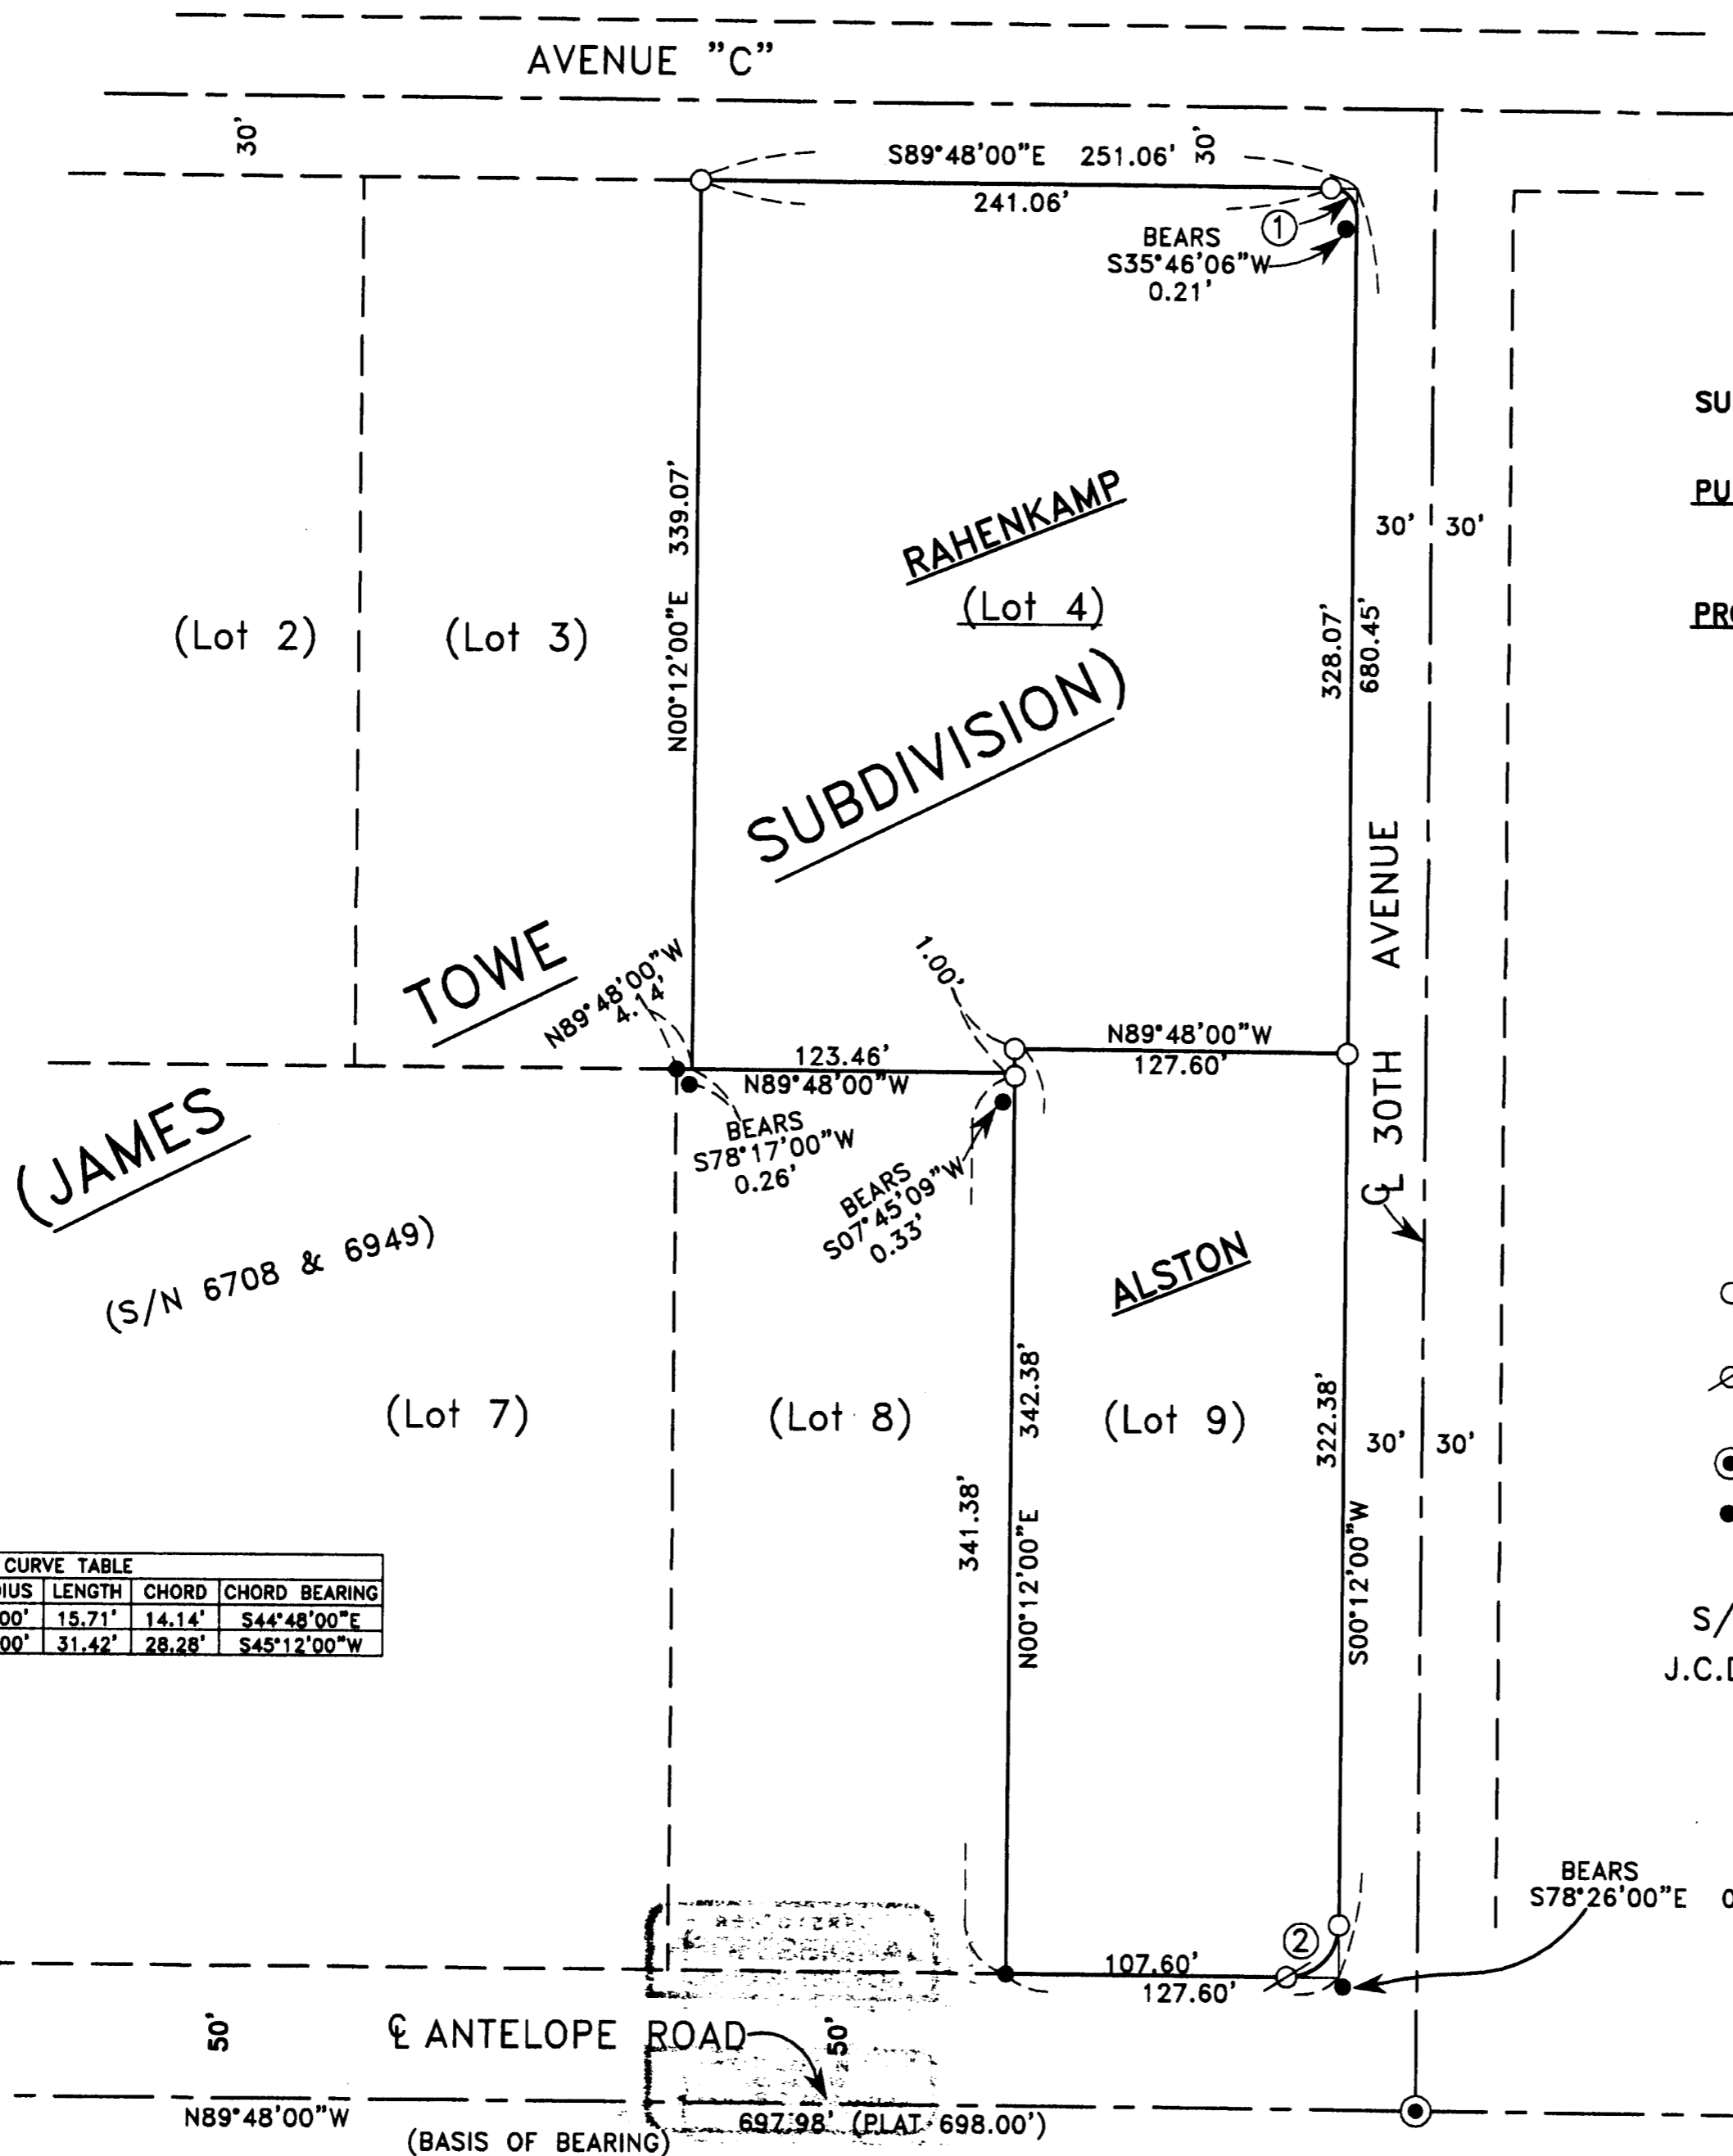 AVENUE "C"
30'
S89°48'00"E 251.06'
30'
241.06'
1
BEARS
S35°46'06"W
0.21'
SU
PU
PRO
N00°12'00"E 339.07'
RAHENKAMP
(Lot 4)
(Lot 2)
(Lot 3)
328.07'
680.45'
30'
30'
SUBDIVISION)
TOWE
(JAMES
(S/N 6708 & 6949)
N89°48'00"W
4.14'
1.00'
123.46'
N89°48'00"W
N89°48'00"W
127.60'
BEARS
S78°17'00"W
0.26'
BEARS
S07°45'09"W
0.33'
℄ 30TH AVENUE
ALSTON
(Lot 7)
(Lot 8)
(Lot 9)
341.38'
N00°12'00"E 342.38'
322.38'
S00°12'00"W
30'
30'
CURVE TABLE
DIUS LENGTH CHORD CHORD BEARING
00' 15.71' 14.14' S44°48'00"E
00' 31.42' 28.28' S45°12'00"W
S/
J.C.D
BEARS
S78°26'00"E 0
2
107.60'
127.60'
50'
℄ ANTELOPE ROAD
50'
N89°48'00"W
697.98' (PLAT 698.00')
(BASIS OF BEARING)